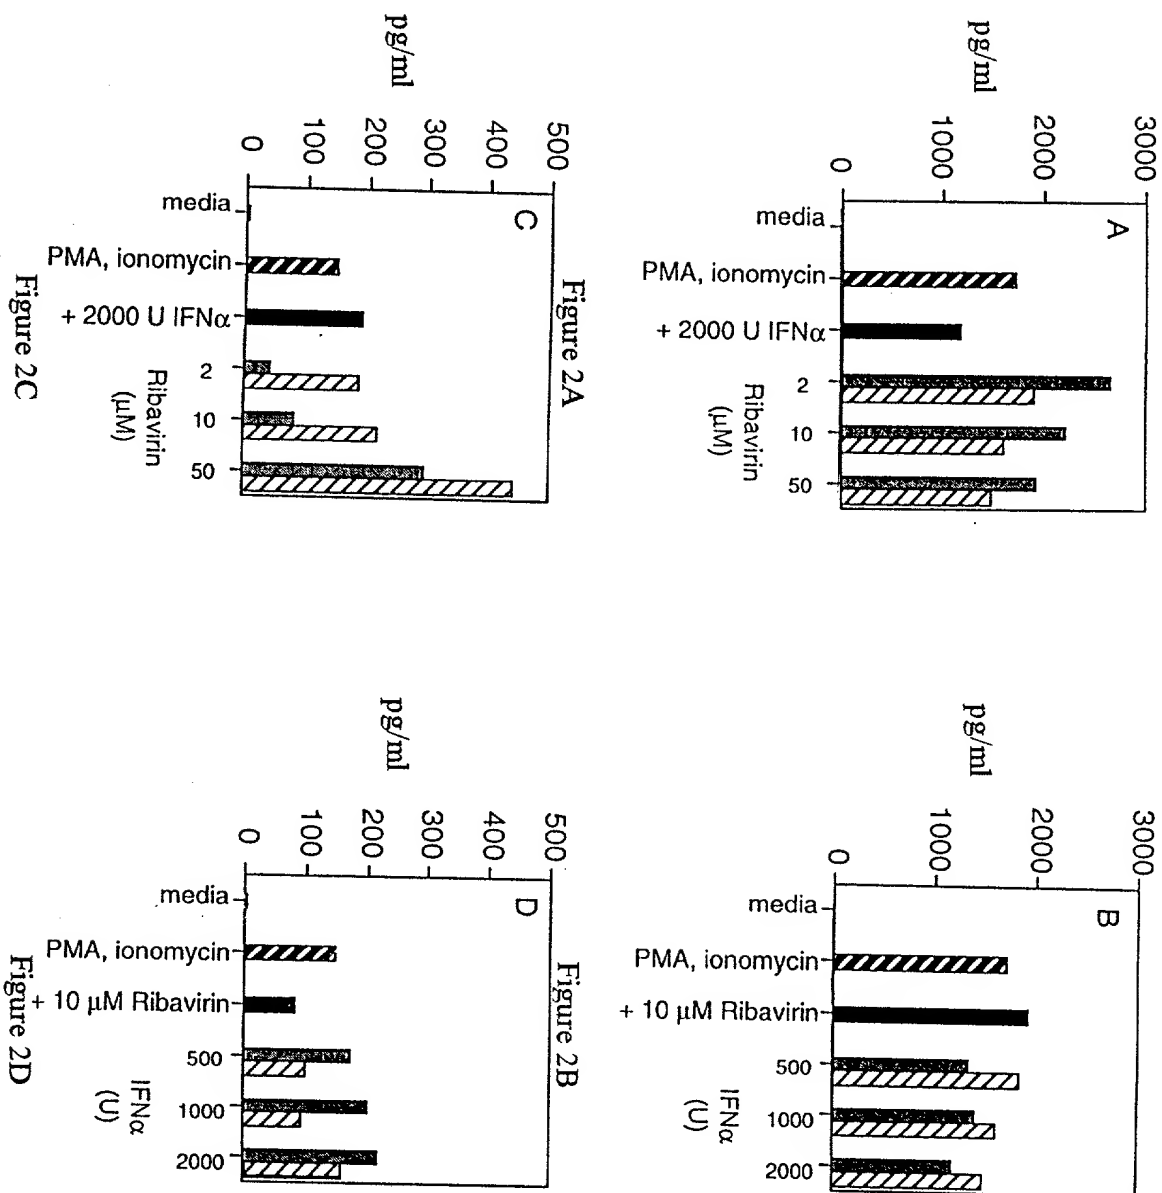 pg/ml
3000
2000
1000
0
A
media
PMA, ionomycin
+ 2000 U IFNα
2
10
50
Ribavirin
(μM)
Figure 2A
pg/ml
3000
2000
1000
0
B
media
PMA, ionomycin
+ 10 μM Ribavirin
500
1000
2000
IFNα
(U)
Figure 2B
pg/ml
500
400
300
200
100
0
C
media
PMA, ionomycin
+ 2000 U IFNα
2
10
50
Ribavirin
(μM)
Figure 2C
pg/ml
500
400
300
200
100
0
D
media
PMA, ionomycin
+ 10 μM Ribavirin
500
1000
2000
IFNα
(U)
Figure 2D